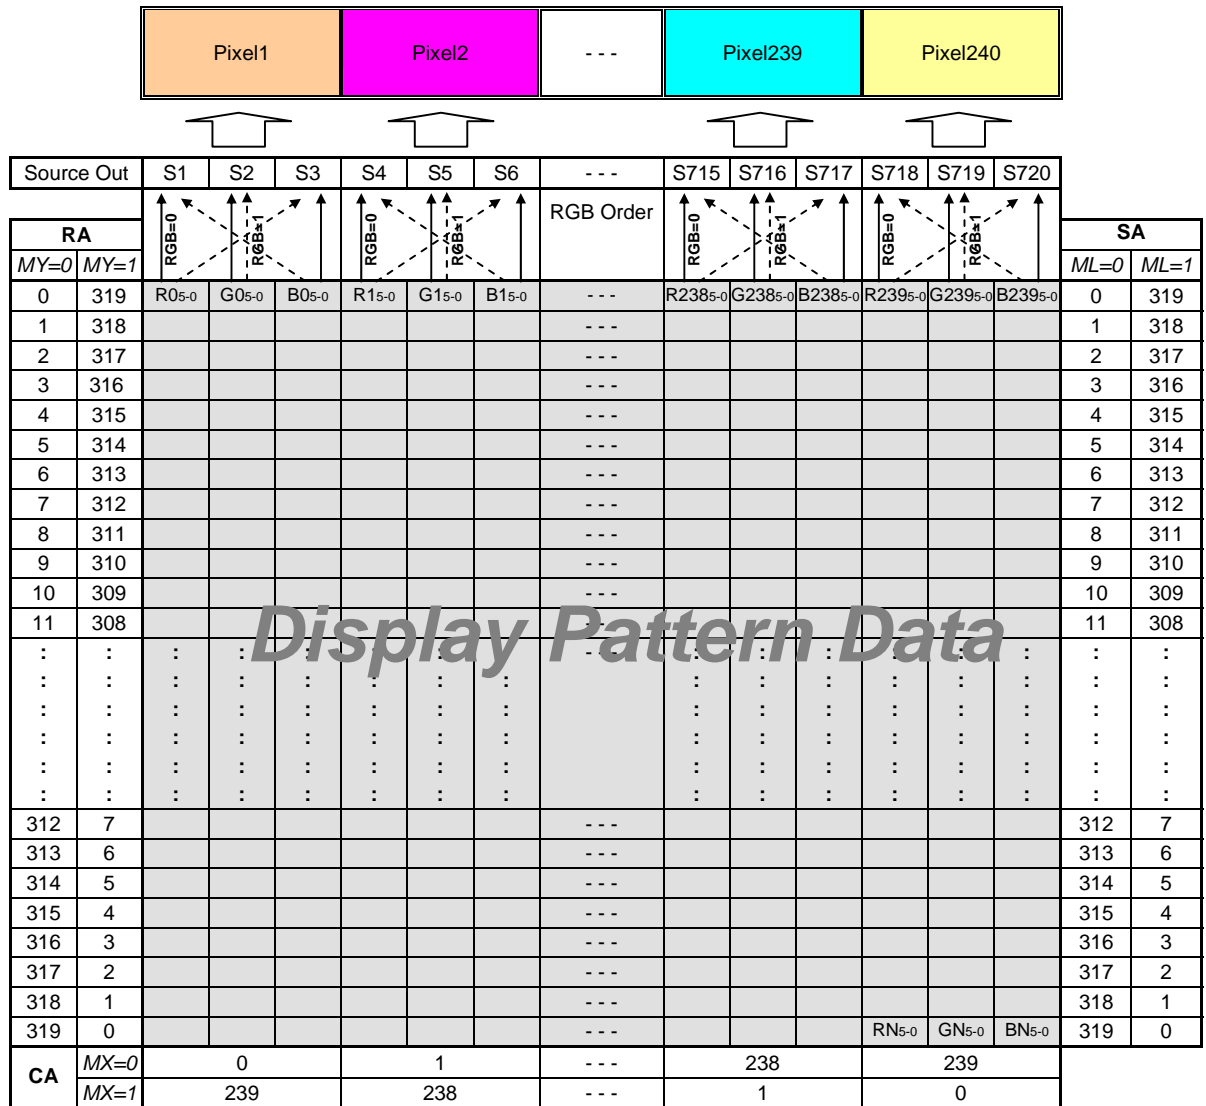 Pixel1 Pixel2 - - - Pixel239 Pixel240
Source Out S1 S2 S3 S4 S5 S6 - - - S715 S716 S717 S718 S719 S720
RGB=0 RGB=1 RGB=0 RGB=1 RGB Order RGB=0 RGB=1 RGB=0 RGB=1
RA SA
MY=0 MY=1 ML=0 ML=1
0 319 R05-0 G05-0 B05-0 R15-0 G15-0 B15-0 - - - R2385-0 G2385-0 B2385-0 R2395-0 G2395-0 B2395-0 0 319
1 318 - - - 1 318
2 317 - - - 2 317
3 316 - - - 3 316
4 315 - - - 4 315
5 314 - - - 5 314
6 313 - - - 6 313
7 312 - - - 7 312
8 311 - - - 8 311
9 310 - - - 9 310
10 309 - - - 10 309
11 308 - - - 11 308
Display Pattern Data
: : : : : : : : - - - : : : : : : : :
: : : : : : : : : : : : : : : :
: : : : : : : : : : : : : : : :
: : : : : : : : : : : : : : : :
: : : : : : : : : : : : : : : :
: : : : : : : : : : : : : : : :
312 7 - - - 312 7
313 6 - - - 313 6
314 5 - - - 314 5
315 4 - - - 315 4
316 3 - - - 316 3
317 2 - - - 317 2
318 1 - - - 318 1
319 0 - - - RN5-0 GN5-0 BN5-0 319 0
CA MX=0 0 1 - - - 238 239
MX=1 239 238 - - - 1 0